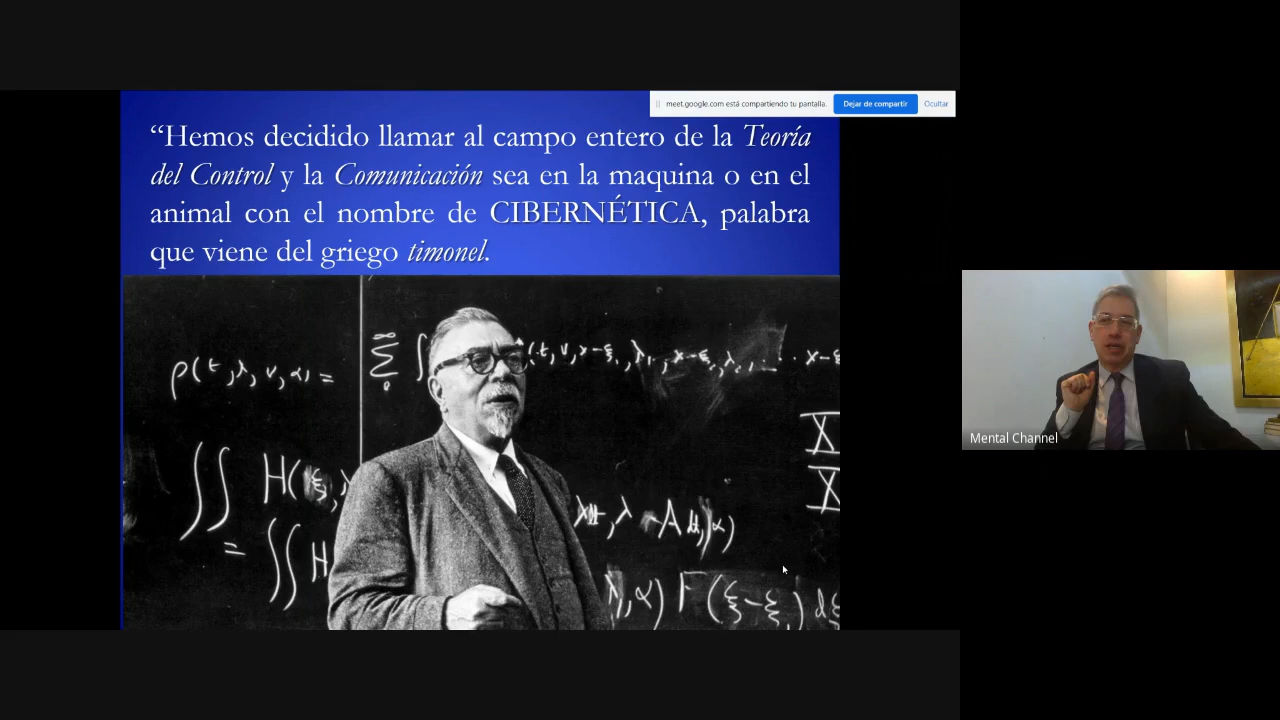 meet.google.com está compartiendo tu pantalla.
Dejar de compartir
Ocultar
“Hemos decidido llamar al campo entero de la Teoría
del Control y la Comunicación sea en la maquina o en el
animal con el nombre de CIBERNÉTICA, palabra
que viene del griego timonel.
Mental Channel